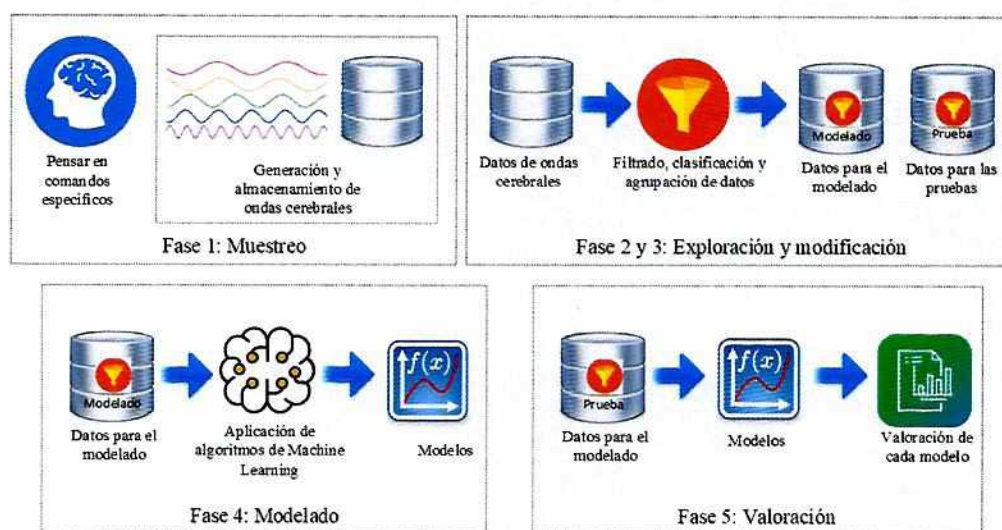 Pensar en
comandos
específicos
Generación y
almacenamiento de
ondas cerebrales
Fase 1: Muestreo
Datos de ondas
cerebrales
Filtrado, clasificación y
agrupación de datos
Modelado
Datos para el
modelado
Prueba
Datos para las
pruebas
Fase 2 y 3: Exploración y modificación
Modelado
Datos para el
modelado
Aplicación de
algoritmos de Machine
Learning
f(x)
Modelos
Fase 4: Modelado
Prueba
Datos para el
modelado
f(x)
Modelos
Valoración de
cada modelo
Fase 5: Valoración